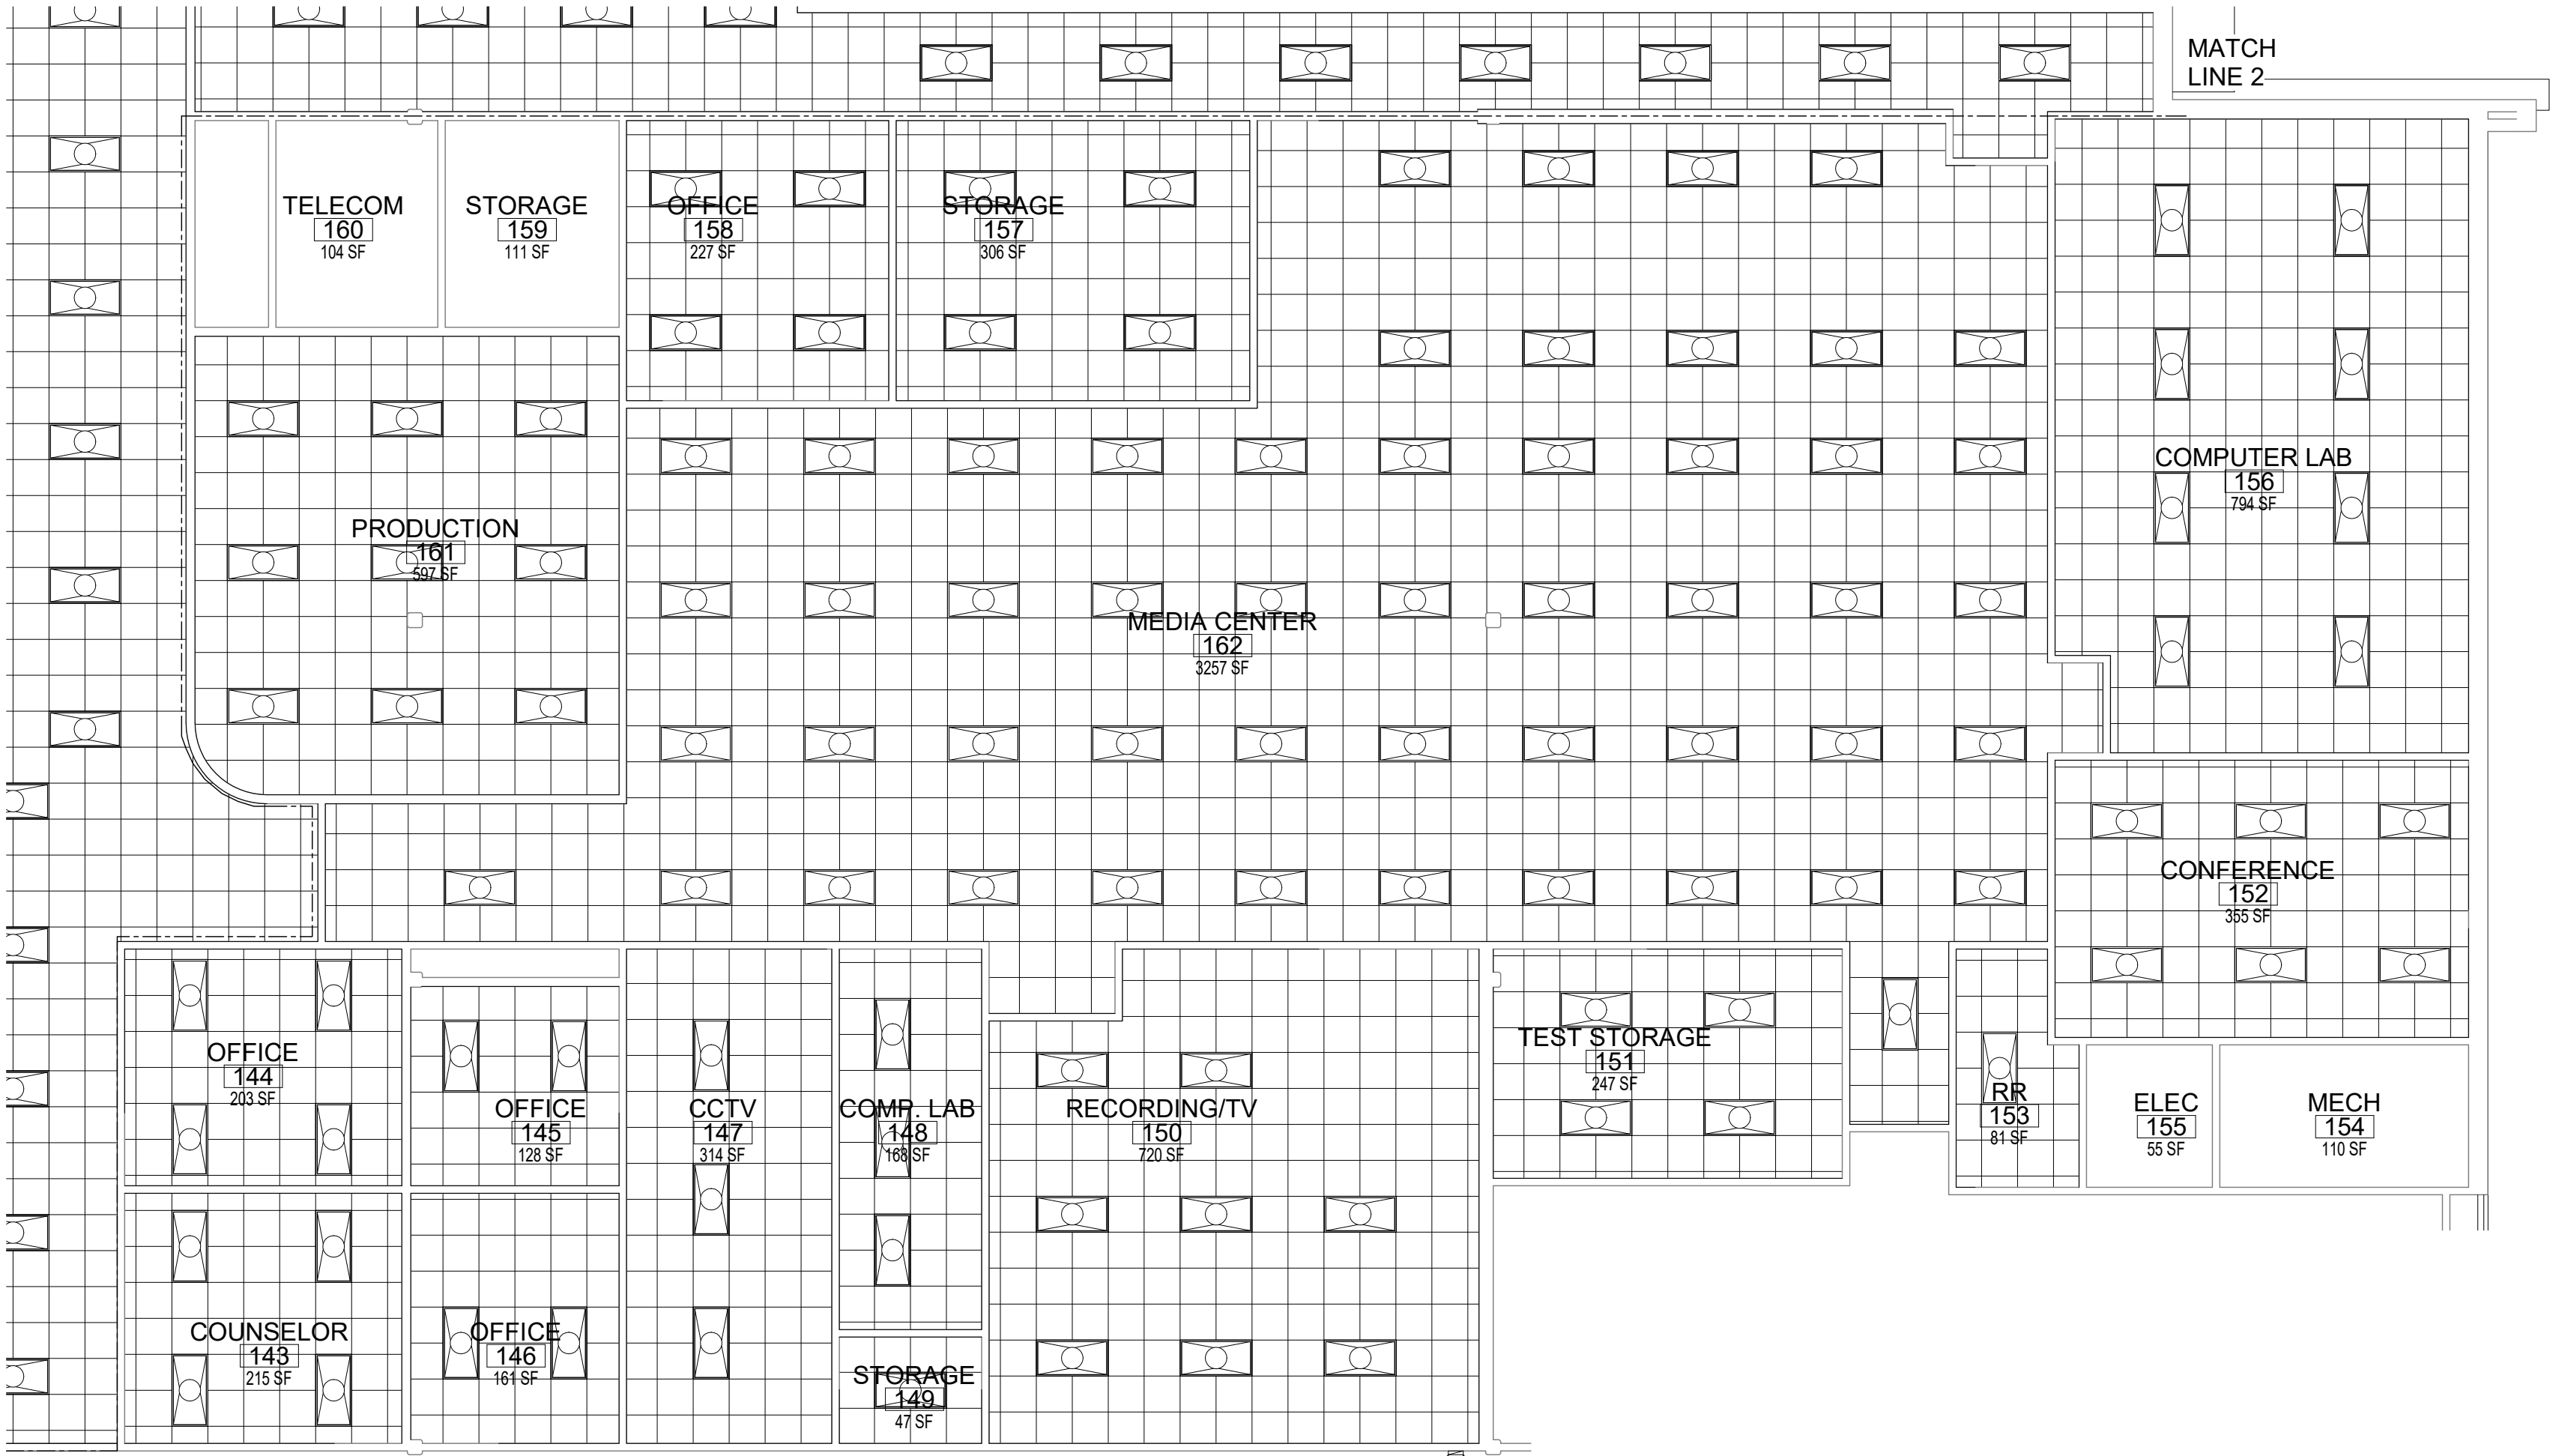 MATCH
LINE 2
TELECOM
160
104 SF
STORAGE
159
111 SF
OFFICE
158
227 SF
STORAGE
157
306 SF
COMPUTER LAB
156
794 SF
PRODUCTION
161
597 SF
MEDIA CENTER
162
3257 SF
CONFERENCE
152
355 SF
OFFICE
144
203 SF
OFFICE
145
128 SF
CCTV
147
314 SF
COMP. LAB
148
168 SF
RECORDING/TV
150
720 SF
TEST STORAGE
151
247 SF
RR
153
81 SF
ELEC
155
55 SF
MECH
154
110 SF
COUNSELOR
143
215 SF
OFFICE
146
161 SF
STORAGE
149
47 SF